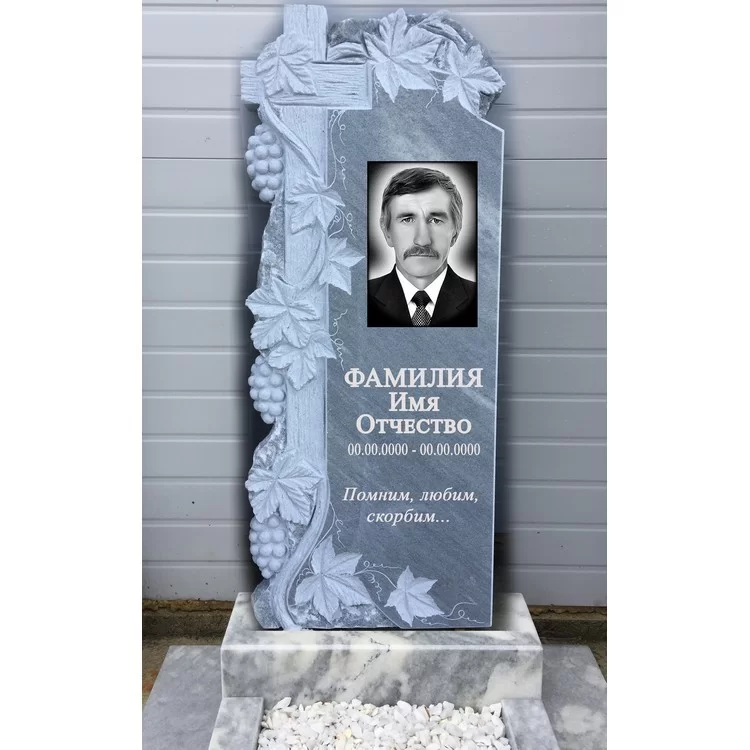 ФАМИЛИЯ
Имя
Отчество
00.00.0000 - 00.00.0000
Помним, любим,
скорбим...